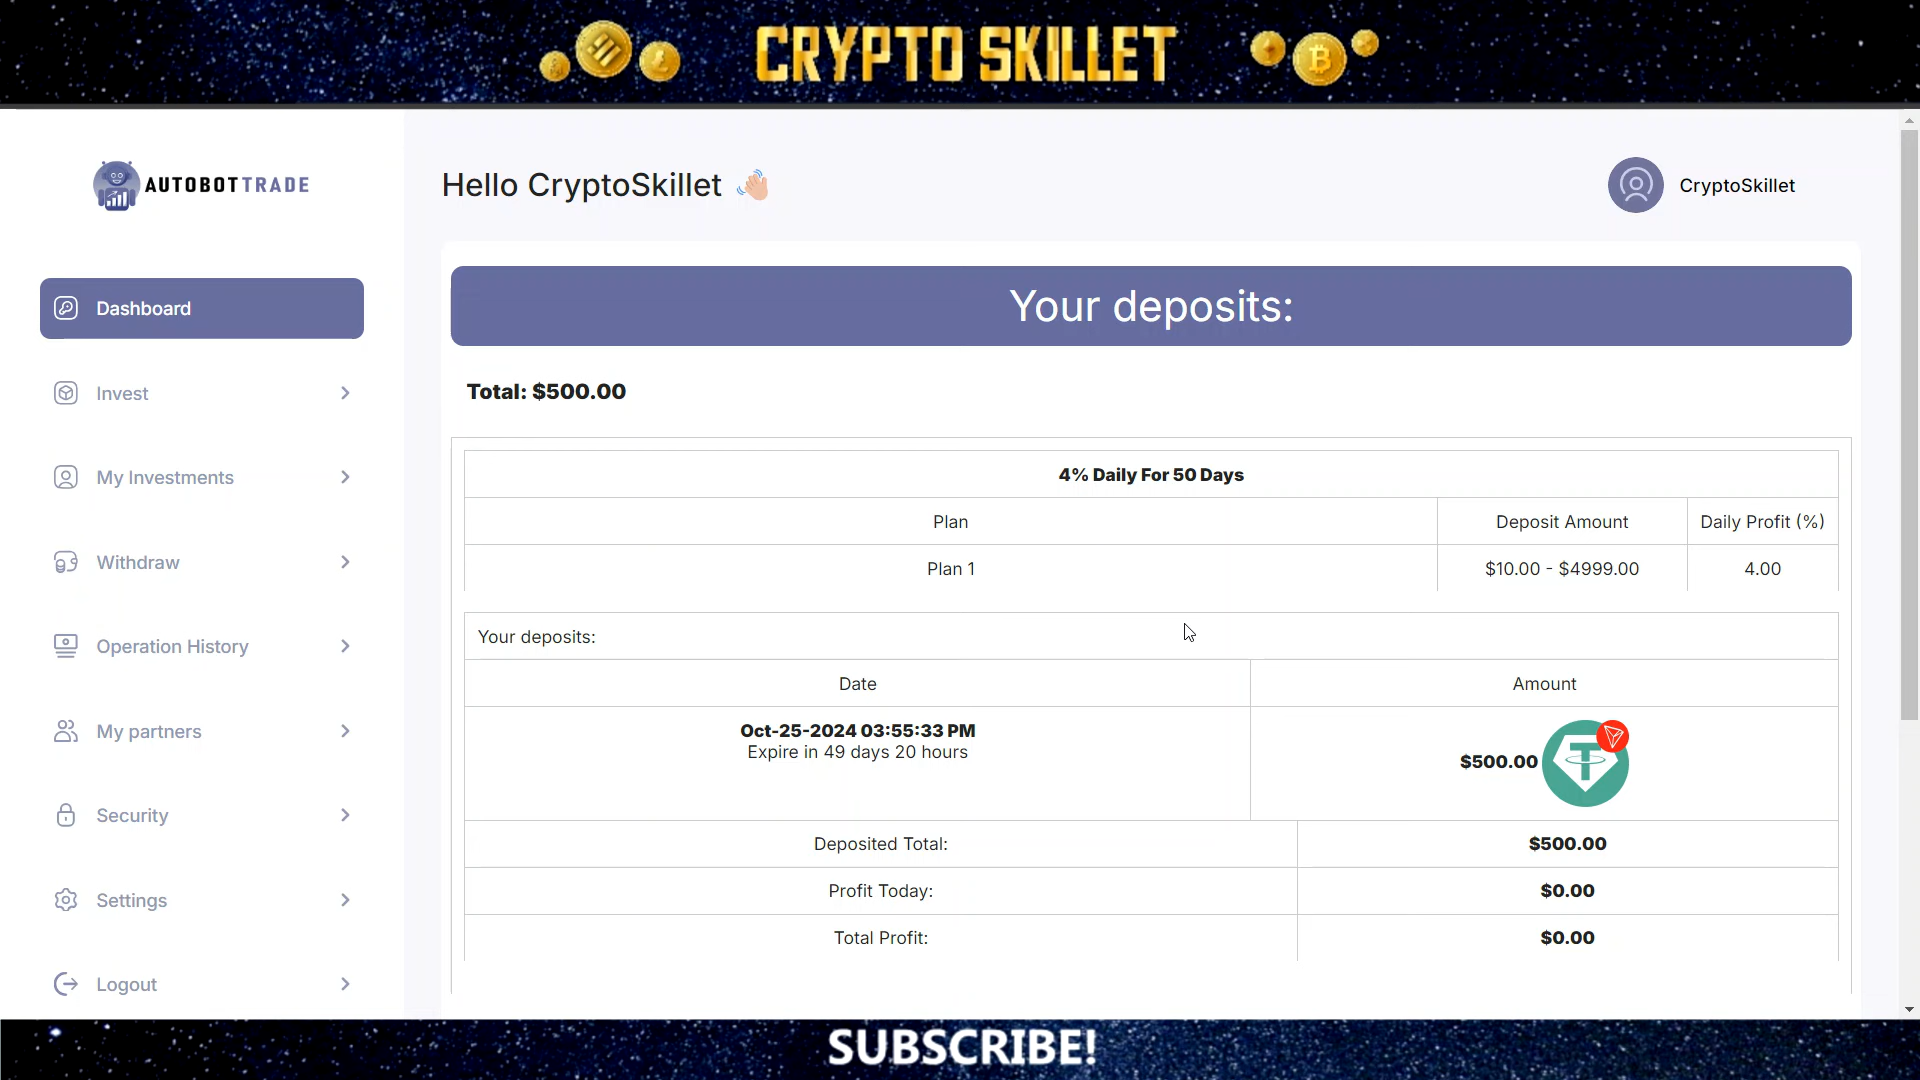 CRYPTO SKILLET
AUTOBOTTRADE
Hello CryptoSkillet
CryptoSkillet
Dashboard
Invest
My Investments
Withdraw
Operation History
My partners
Security
Settings
Logout
Your deposits:
Total: $500.00
4% Daily For 50 Days
Plan Deposit Amount Daily Profit (%)
Plan 1 $10.00 - $4999.00 4.00
Your deposits:
Date Amount
Oct-25-2024 03:55:33 PM
Expire in 49 days 20 hours
$500.00
Deposited Total: $500.00
Profit Today: $0.00
Total Profit: $0.00
SUBSCRIBE!